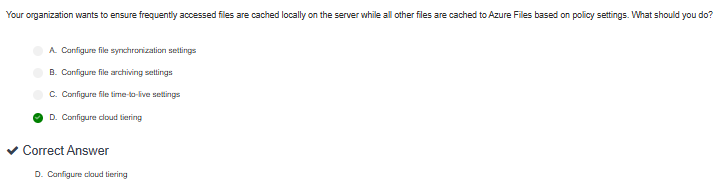 Your organization wants to ensure frequently accessed files are cached locally on the server while all other files are cached to Azure Files based on policy settings. What should you do?
A. Configure file synchronization settings
B. Configure file archiving settings
C. Configure file time-to-live settings
D. Configure cloud tiering
Correct Answer
D. Configure cloud tiering